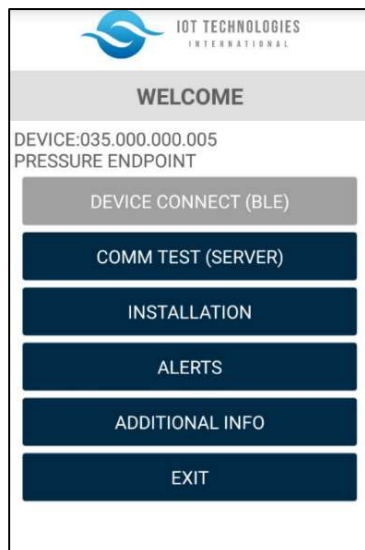 IOT TECHNOLOGIES
INTERNATIONAL
WELCOME
DEVICE:035.000.000.005
PRESSURE ENDPOINT
DEVICE CONNECT (BLE)
COMM TEST (SERVER)
INSTALLATION
ALERTS
ADDITIONAL INFO
EXIT